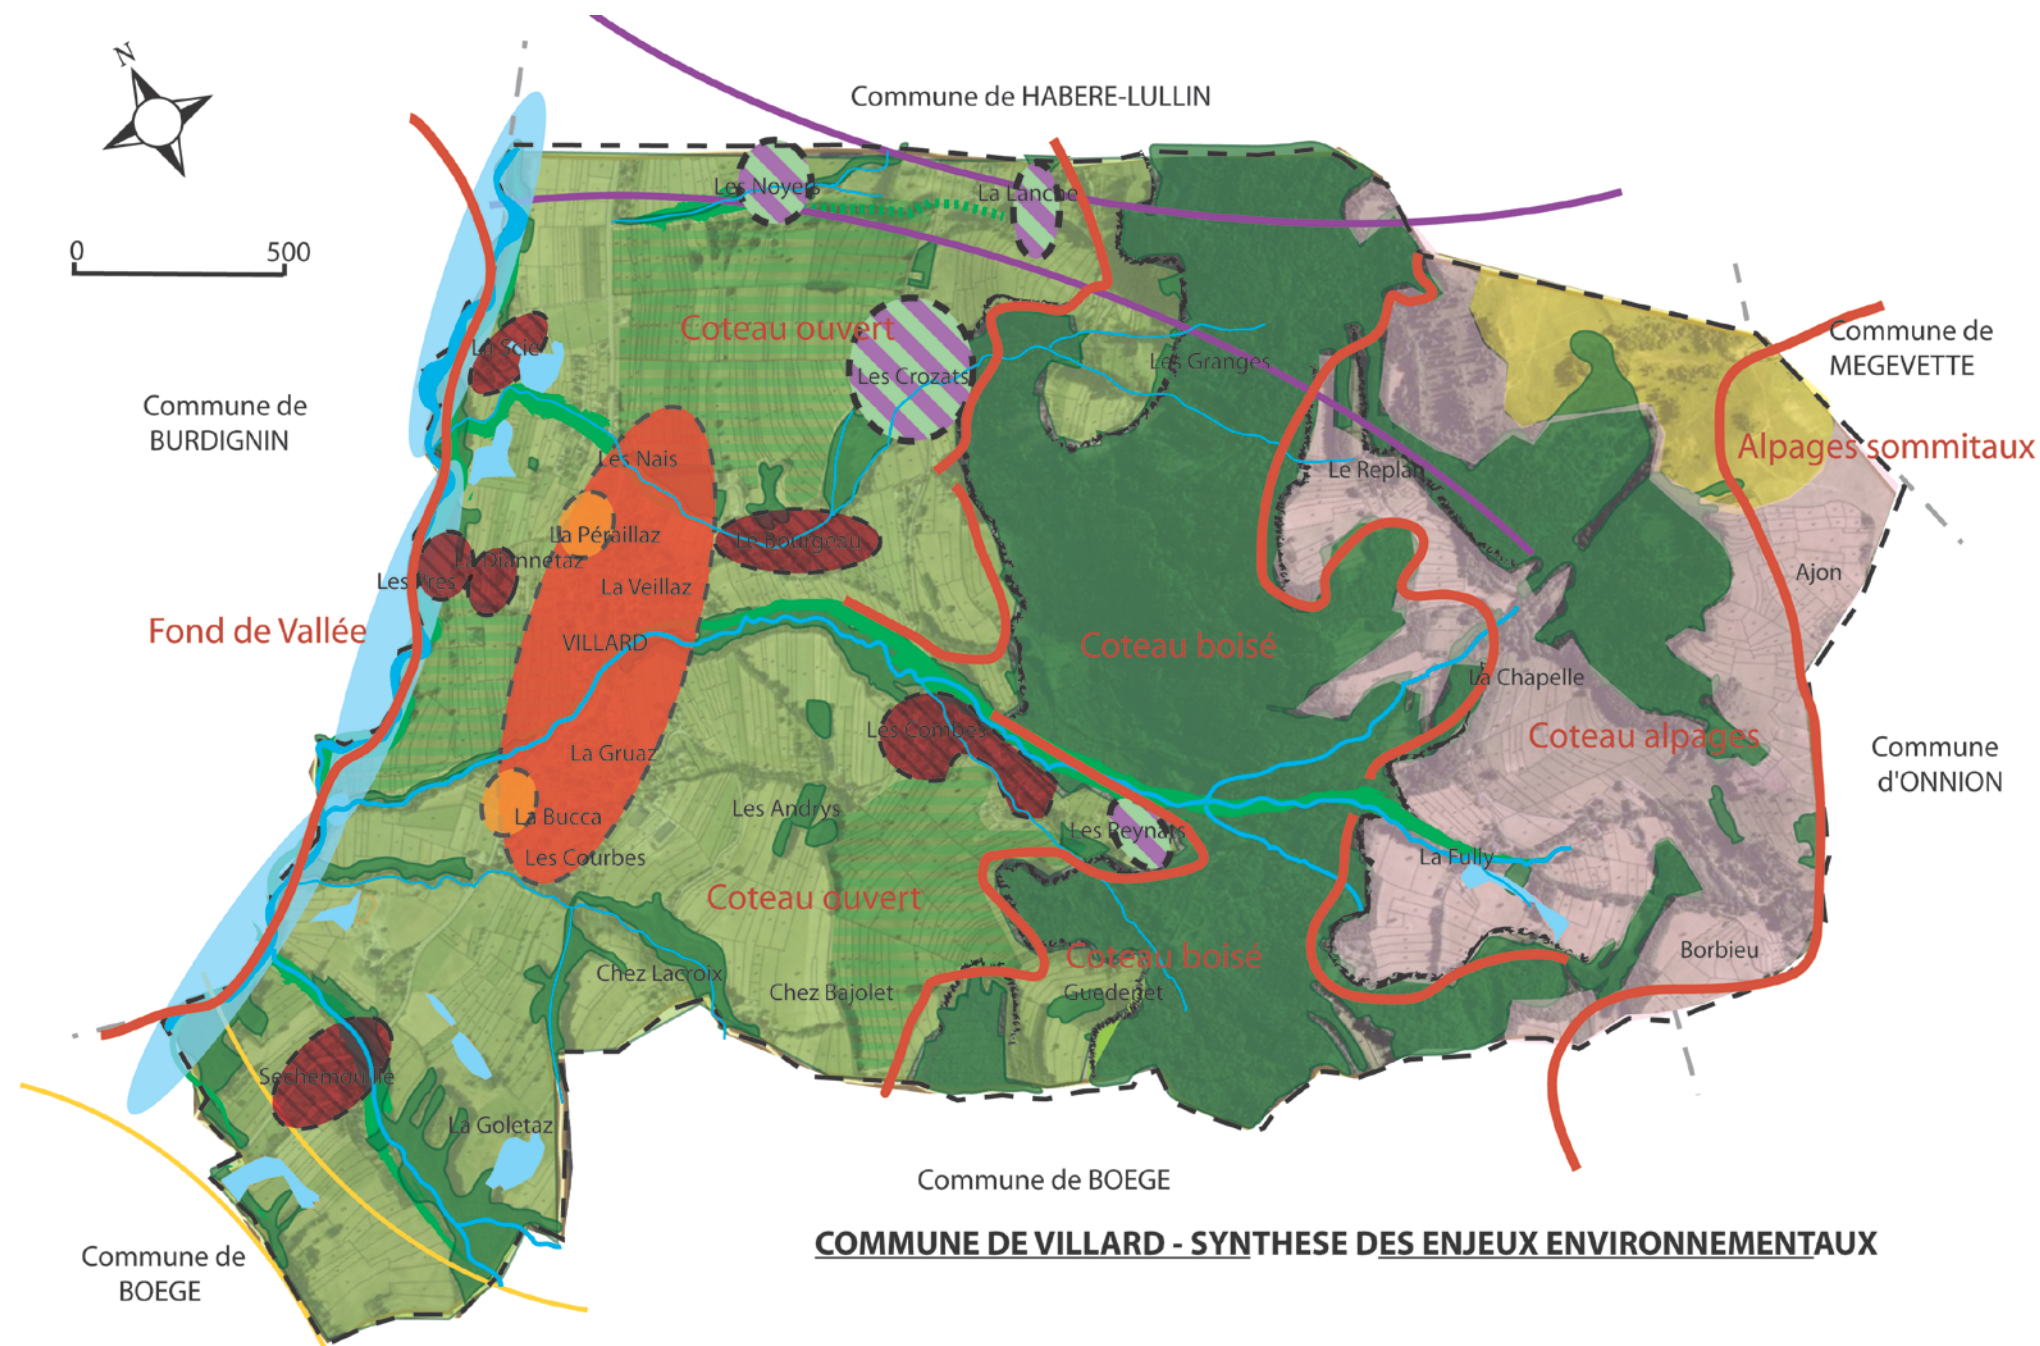 N
Commune de HABERE-LULLIN
Les Noyers
La Lanche
0 500
Coteau ouvert
La Scie
Les Crozats
Les Granges
Commune de
MEGEVETTE
Commune de
BURDIGNIN
Alpages sommitaux
Les Nais
Le Replan
La Péraillaz
Le Bourgeau
La Diannetaz
Les Prés
La Veillaz
Ajon
Fond de Vallée
VILLARD
Coteau boisé
La Chapelle
Les Combes
Coteau alpages
La Gruaz
Commune
d'ONNION
Les Andrys
La Bucca
Les Reynats
Les Courbes
La Fully
Coteau ouvert
Coteau boisé
Borbieu
Chez Lacroix
Chez Bajolet
Guedenet
Sechemouille
La Goletaz
Commune de BOEGE
COMMUNE DE VILLARD - SYNTHESE DES ENJEUX ENVIRONNEMENTAUX
Commune de
BOEGE